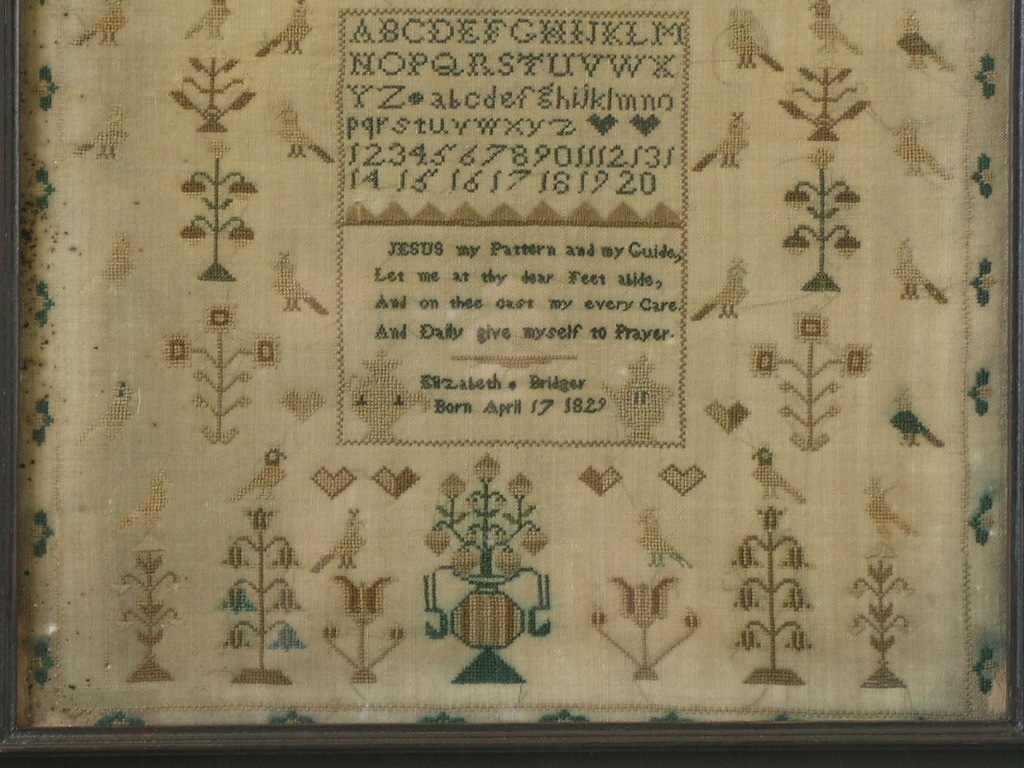 ABCDEFGHIJKLM
NOPQRSTUVWX
YZ abcdefghijklmno
pqrstuvwxyz
12345678901112131
14 15 16 17 18 19 20
JESUS my Pattern and my Guide,
Let me at thy dear Feet abide,
And on thee cast my every Care
And Daily give myself to Prayer.
Elizabeth Bridger
Born April 17 1829